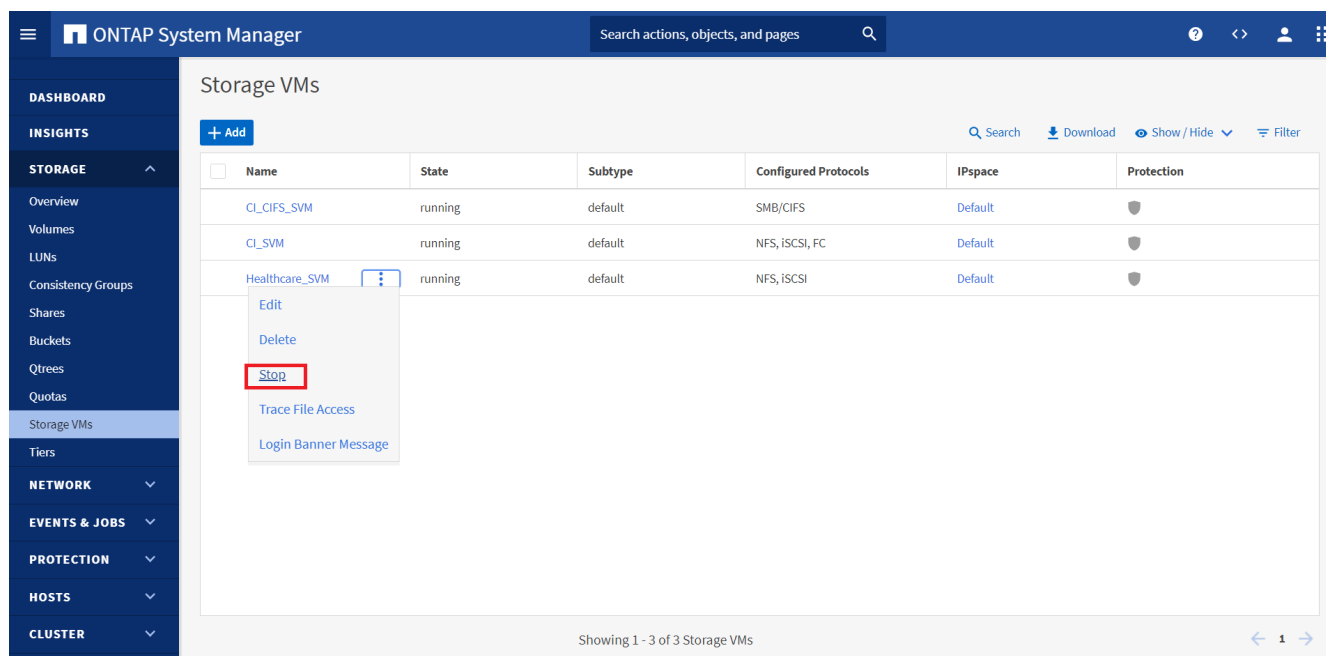 ONTAP System Manager
Search actions, objects, and pages
DASHBOARD
INSIGHTS
STORAGE
Overview
Volumes
LUNs
Consistency Groups
Shares
Buckets
Qtrees
Quotas
Storage VMs
Tiers
NETWORK
EVENTS & JOBS
PROTECTION
HOSTS
CLUSTER
Storage VMs
+ Add
Search Download Show / Hide Filter
Name State Subtype Configured Protocols IPspace Protection
CI_CIFS_SVM running default SMB/CIFS Default
CI_SVM running default NFS, iSCSI, FC Default
Healthcare_SVM running default NFS, iSCSI Default
Edit
Delete
Stop
Trace File Access
Login Banner Message
Showing 1 - 3 of 3 Storage VMs
← 1 →